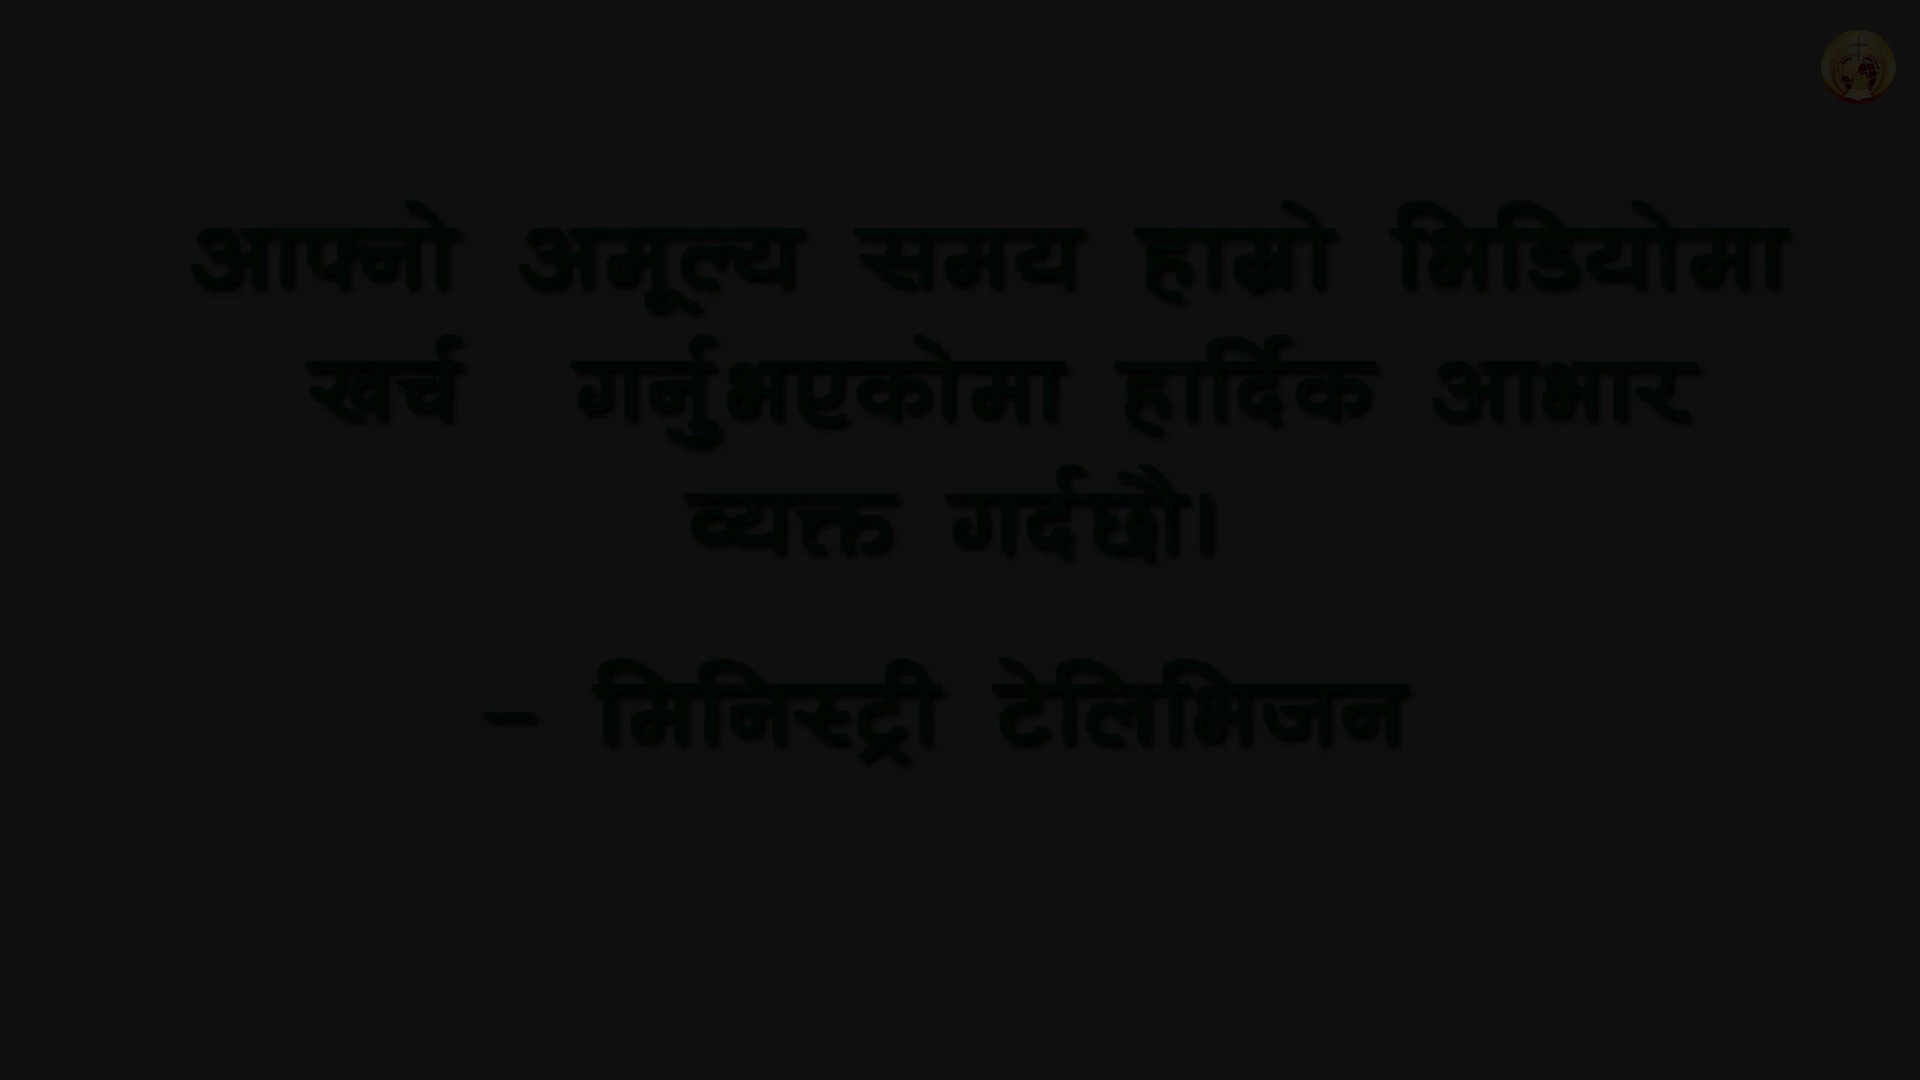 आफ्नो अमूल्य समय हाम्रो भिडियोमा
खर्च गर्नुभएकोमा हार्दिक आभार
व्यक्त गर्दछौ।
– मिनिस्ट्री टेलिभिजन